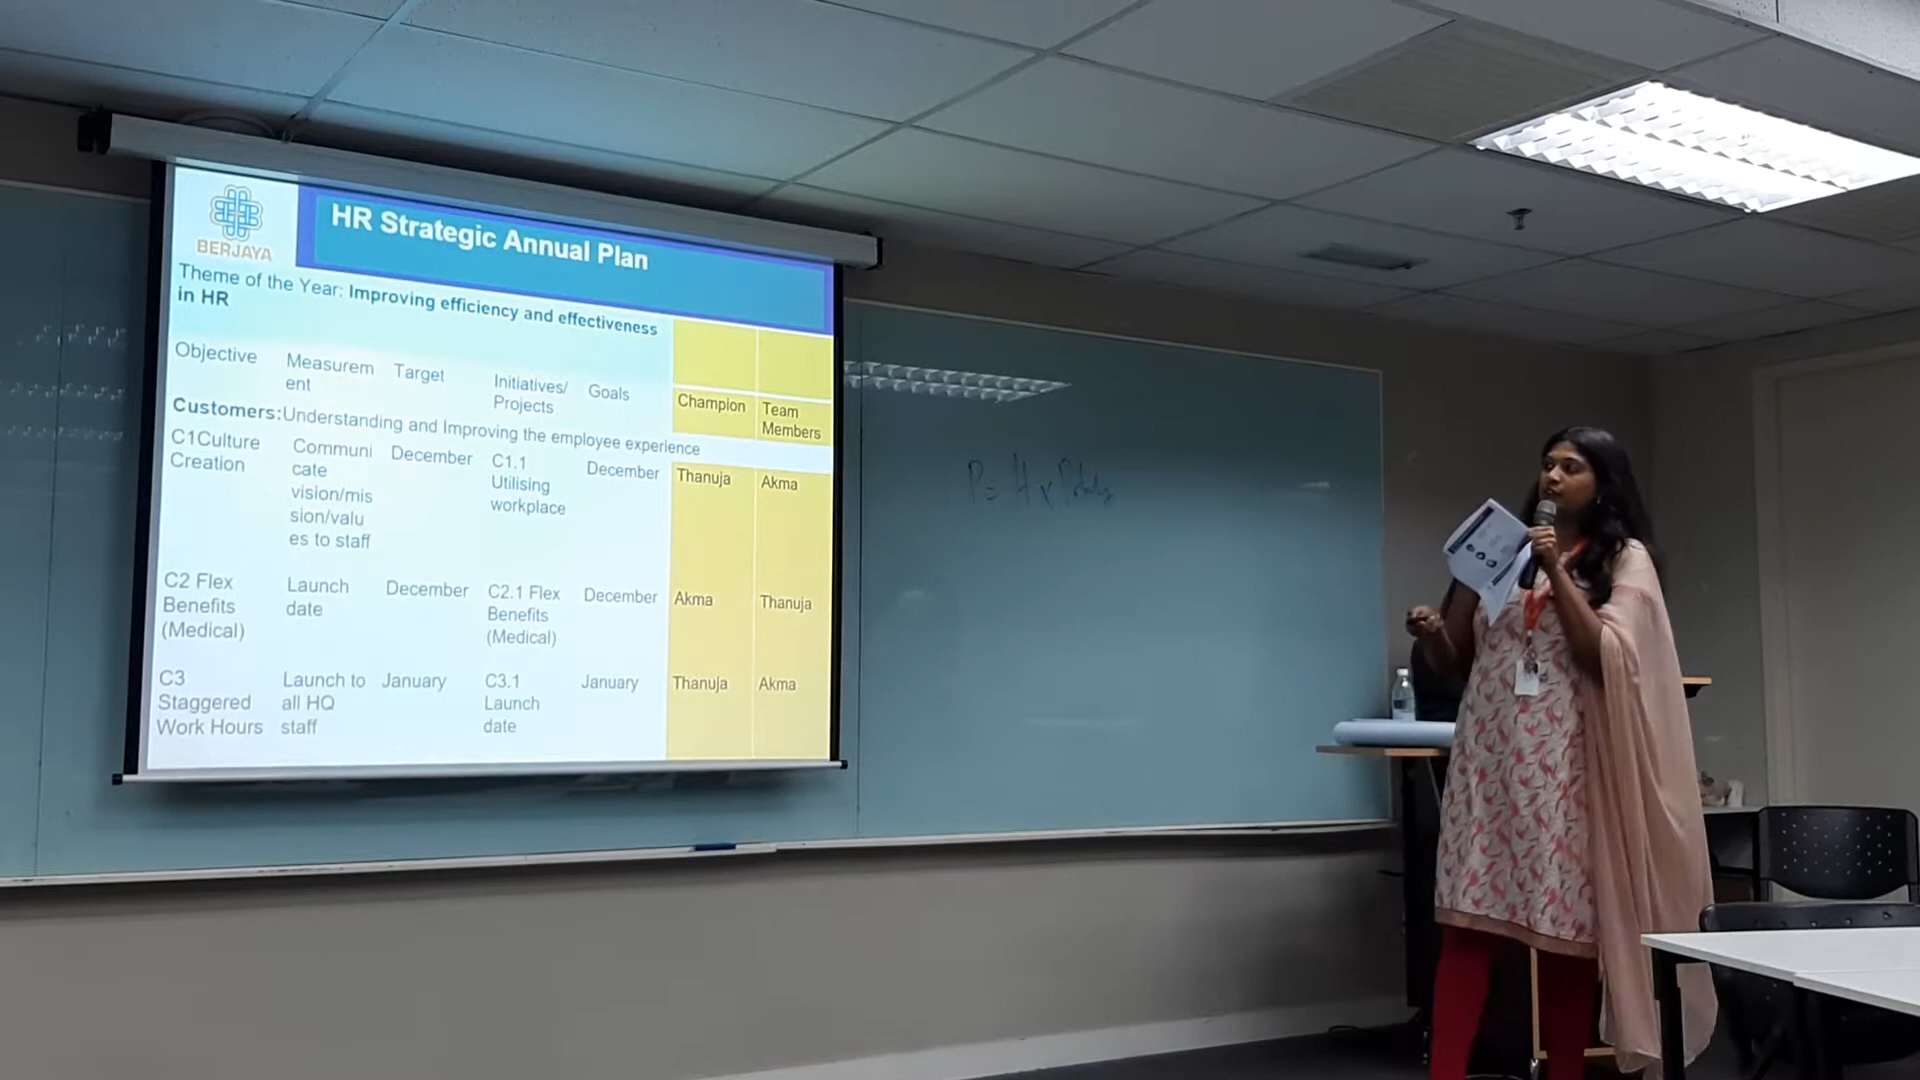 BERJAYA
HR Strategic Annual Plan
Theme of the Year: Improving efficiency and effectiveness
in HR
Objective
Measurem
ent
Target
Initiatives/
Projects
Goals
Champion
Team
Members
Customers:Understanding and Improving the employee experience
C1Culture
Creation
Communi
cate
vision/mis
sion/valu
es to staff
December
C1.1
Utilising
workplace
December
Thanuja
Akma
C2 Flex
Benefits
(Medical)
Launch
date
December
C2.1 Flex
Benefits
(Medical)
December
Akma
Thanuja
C3
Staggered
Work Hours
Launch to
all HQ
staff
January
C3.1
Launch
date
January
Thanuja
Akma
P = H x